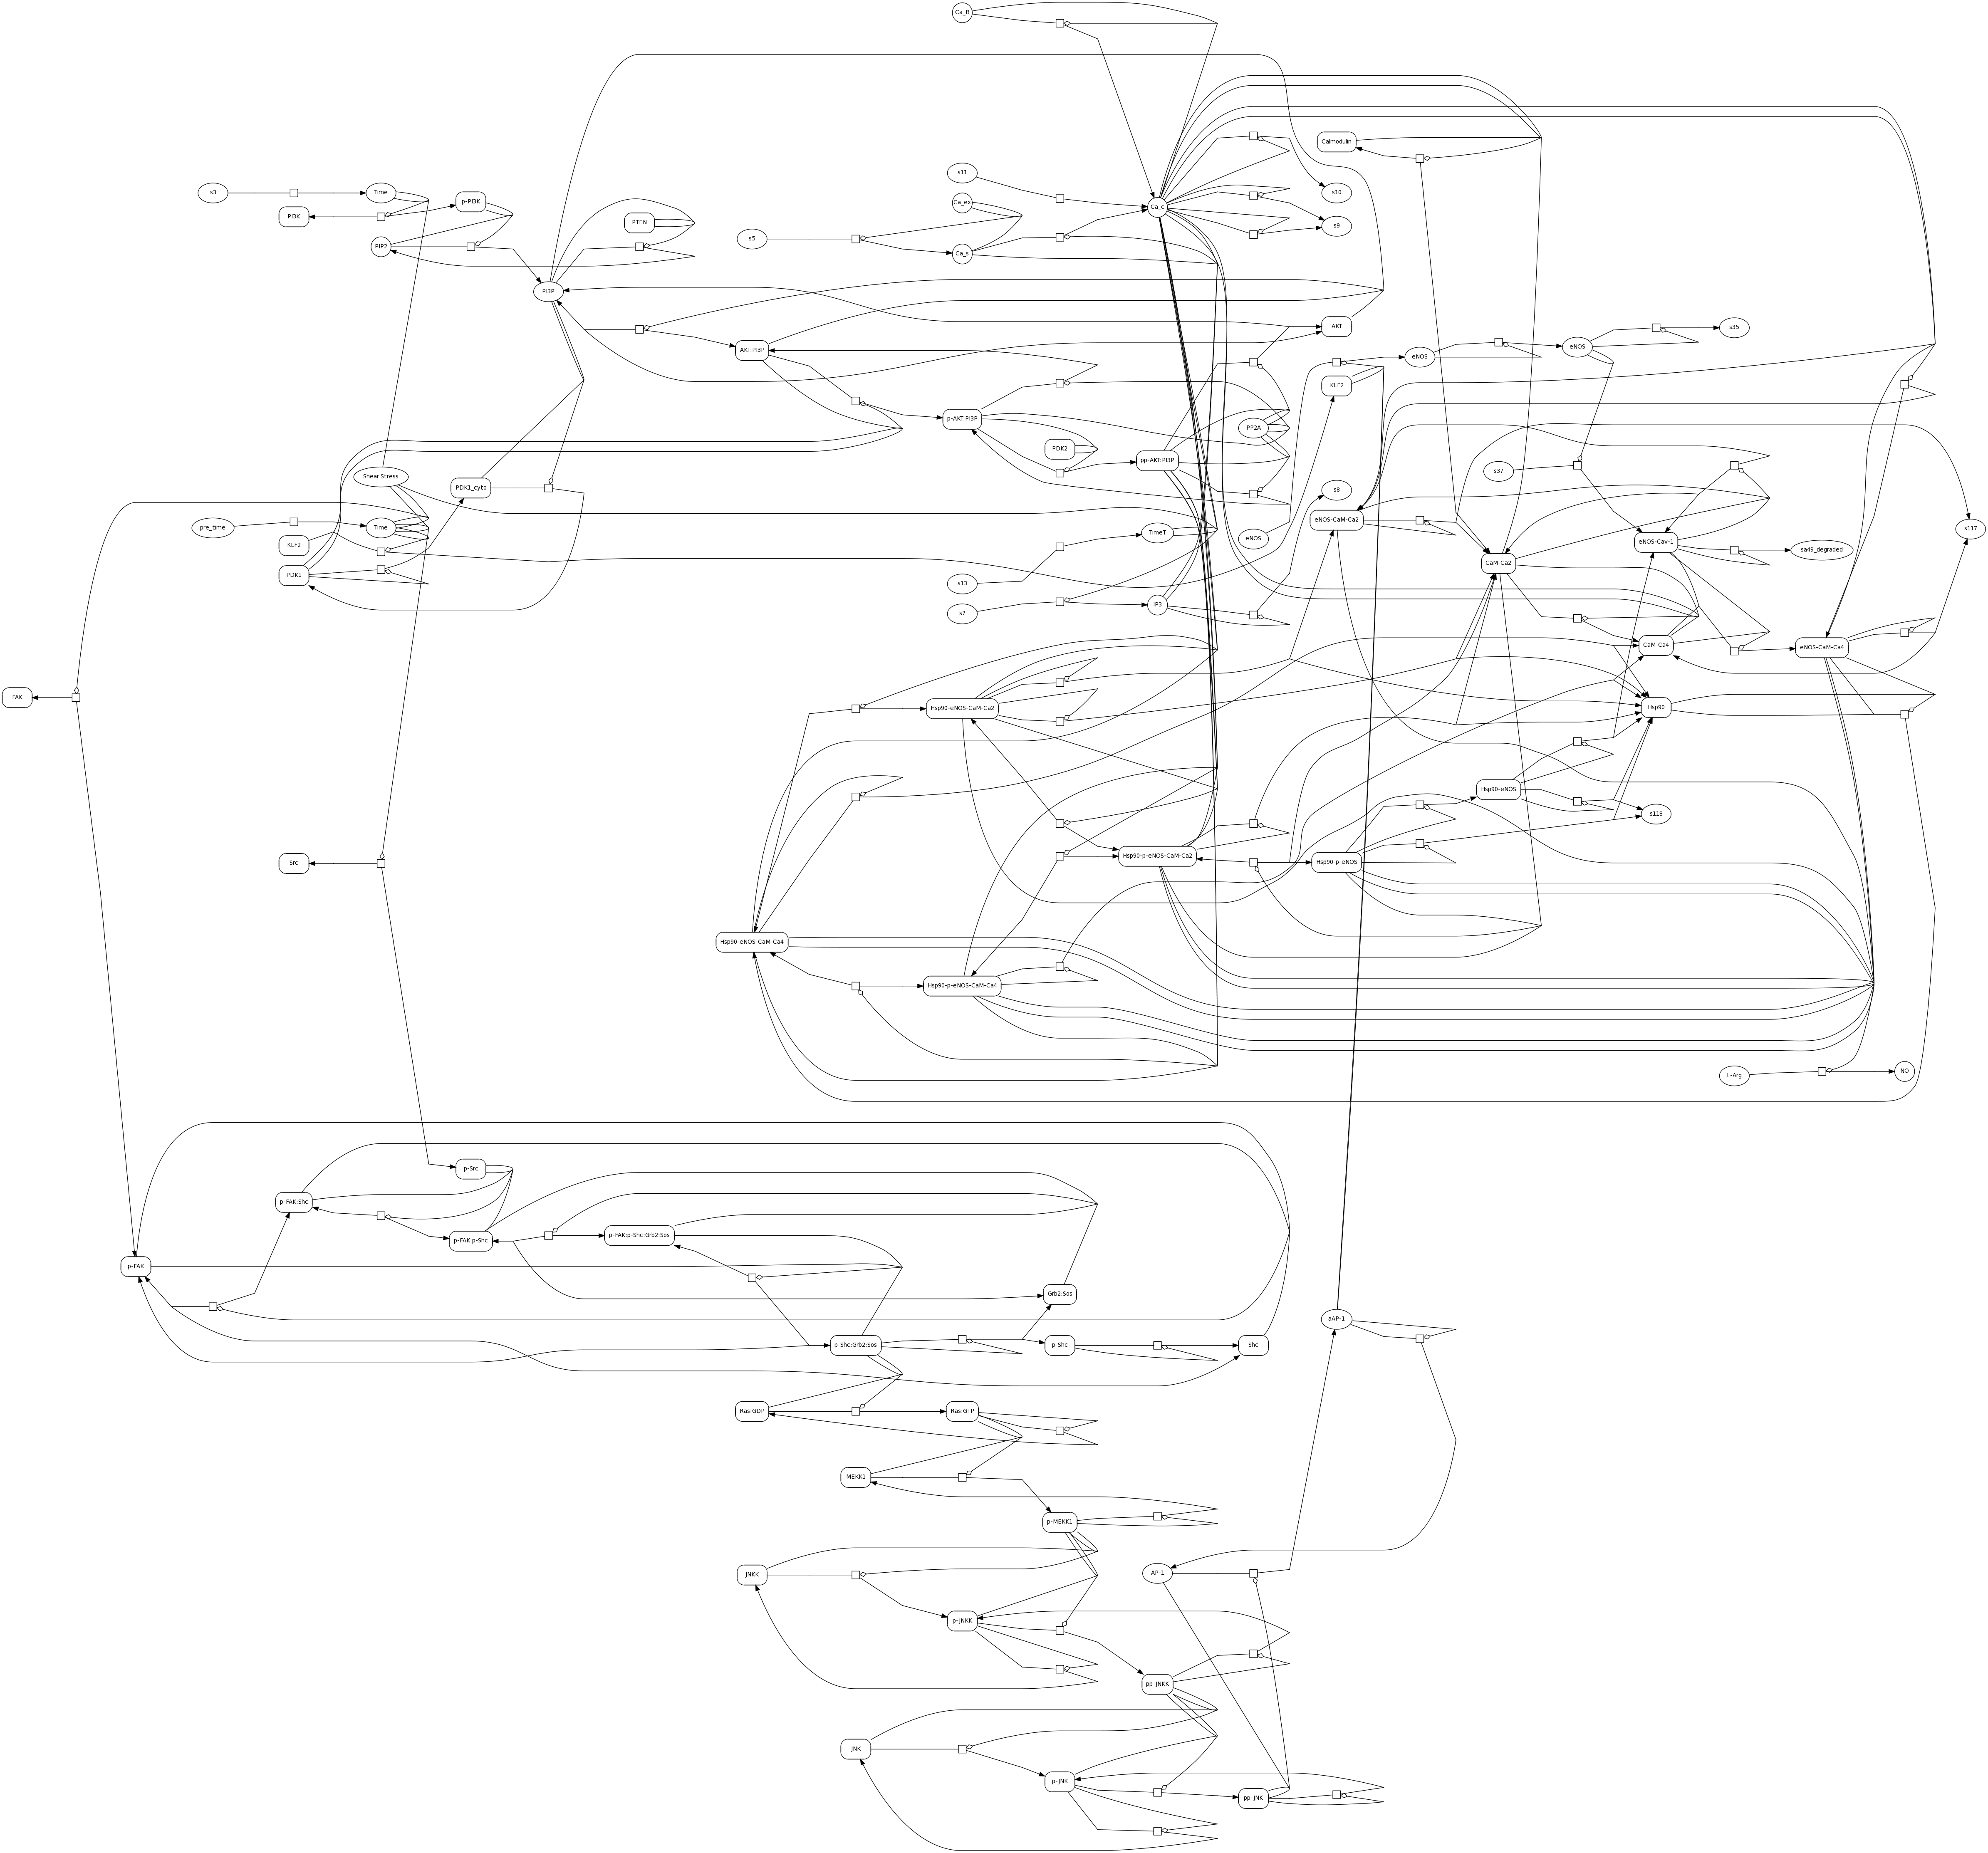 Ca_B
Calmodulin
s11
s3
Time
p-PI3K
Ca_ex
Ca_c
s10
PI3K
PTEN
s9
s5
PIP2
Ca_s
PI3P
AKT
s35
eNOS
eNOS
AKT:PI3P
KLF2
p-AKT:PI3P
PP2A
PDK2
pp-AKT:PI3P
s37
Shear Stress
PDK1_cyto
s8
eNOS-CaM-Ca2
pre_time
Time
TimeT
eNOS
s117
KLF2
eNOS-Cav-1
sa49_degraded
CaM-Ca2
PDK1
s13
s7
IP3
CaM-Ca4
eNOS-CaM-Ca4
FAK
Hsp90-eNOS-CaM-Ca2
Hsp90
Hsp90-eNOS
s118
Src
Hsp90-p-eNOS-CaM-Ca2
Hsp90-p-eNOS
Hsp90-eNOS-CaM-Ca4
Hsp90-p-eNOS-CaM-Ca4
L-Arg
NO
p-Src
p-FAK:Shc
p-FAK:p-Shc
p-FAK:p-Shc:Grb2:Sos
p-FAK
Grb2:Sos
aAP-1
p-Shc:Grb2:Sos
p-Shc
Shc
Ras:GDP
Ras:GTP
MEKK1
p-MEKK1
JNKK
AP-1
p-JNKK
pp-JNKK
JNK
p-JNK
pp-JNK